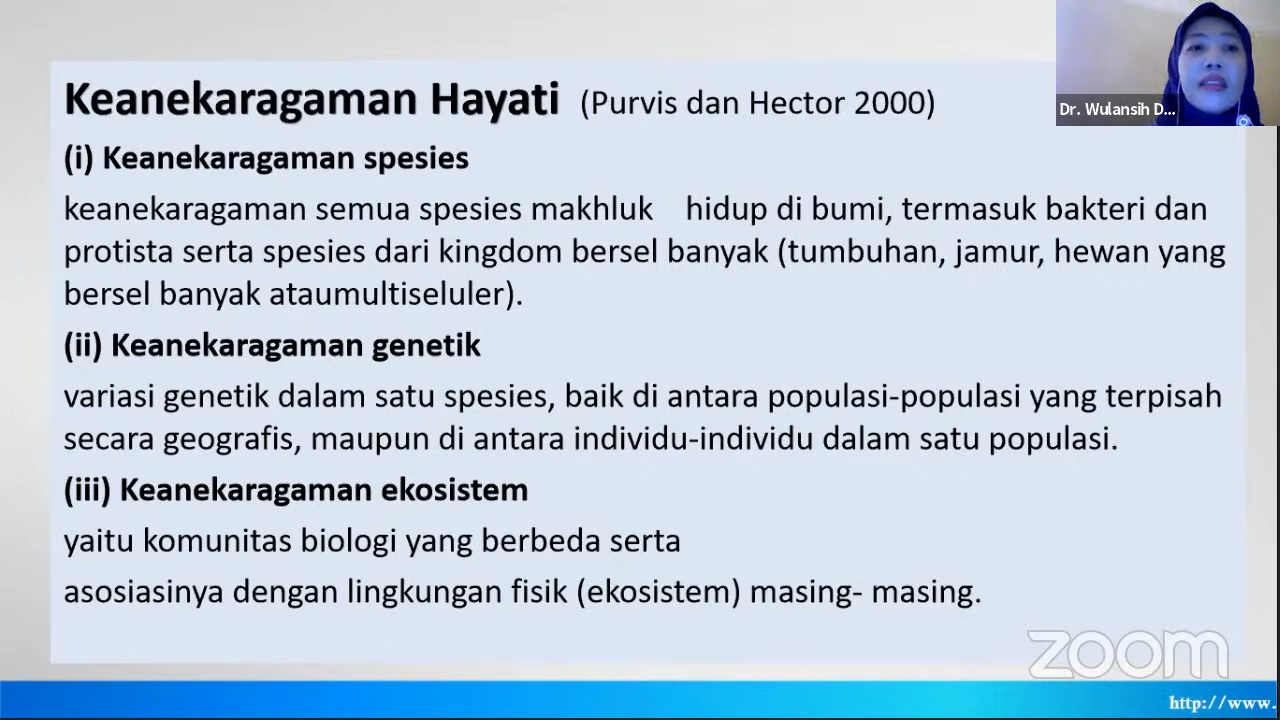 Keanekaragaman Hayati (Purvis dan Hector 2000)
Dr. Wulansih D...
(i) Keanekaragaman spesies
keanekaragaman semua spesies makhluk hidup di bumi, termasuk bakteri dan
protista serta spesies dari kingdom bersel banyak (tumbuhan, jamur, hewan yang
bersel banyak ataumultiseluler).
(ii) Keanekaragaman genetik
variasi genetik dalam satu spesies, baik di antara populasi-populasi yang terpisah
secara geografis, maupun di antara individu-individu dalam satu populasi.
(iii) Keanekaragaman ekosistem
yaitu komunitas biologi yang berbeda serta
asosiasinya dengan lingkungan fisik (ekosistem) masing- masing.
zoom
http://www.